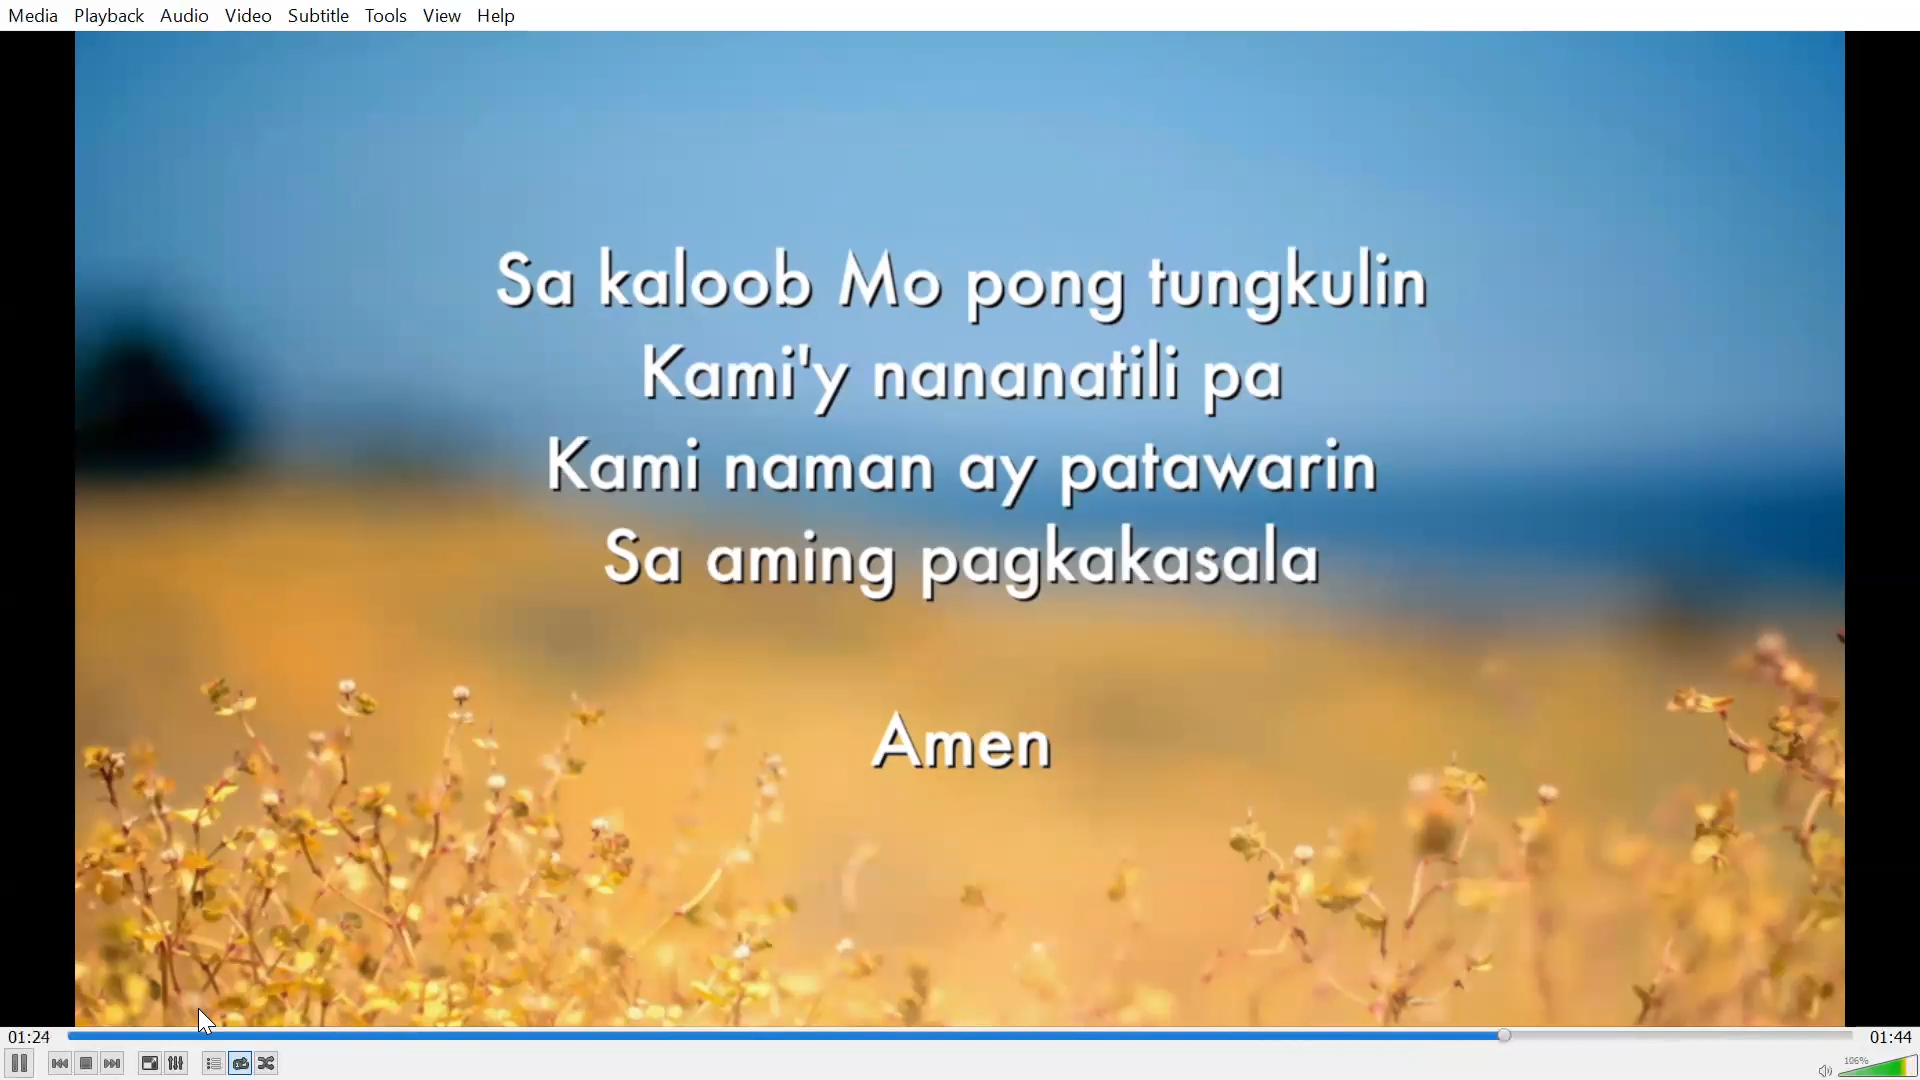 Media Playback Audio Video Subtitle Tools View Help
Sa kaloob Mo pong tungkulin
Kami'y nananatili pa
Kami naman ay patawarin
Sa aming pagkakasala
Amen
01:24 01:44
106%